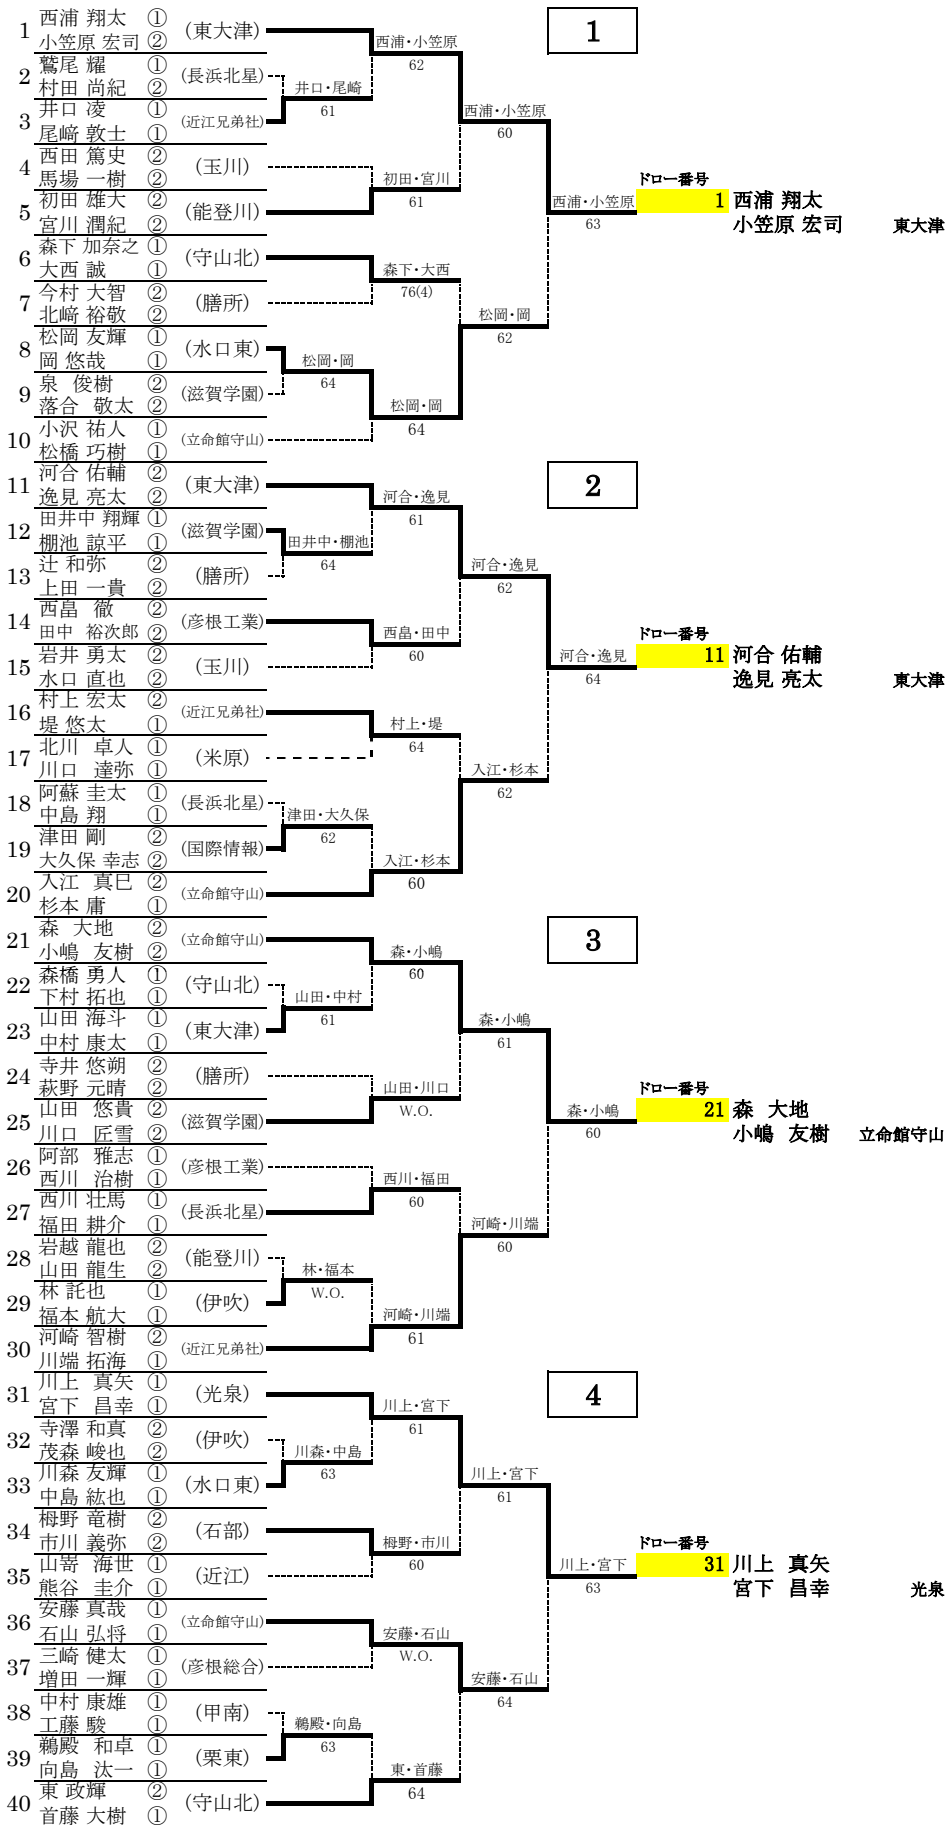 1 西浦 翔太 ① (東大津)
小笠原 宏司 ②
2 鷲尾 耀 ① (長浜北星)
村田 尚紀 ②
3 井口 凌 ① (近江兄弟社)
尾﨑 敦士 ①
4 西田 篤史 ② (玉川)
馬場 一樹 ②
5 初田 雄大 ② (能登川)
宮川 潤紀 ②
6 森下 加奈之 ① (守山北)
大西 誠 ①
7 今村 大智 ② (膳所)
北﨑 裕敬 ②
8 松岡 友輝 ① (水口東)
岡 悠哉 ①
9 泉 俊樹 ② (滋賀学園)
落合 敬太 ②
10 小沢 祐人 ① (立命館守山)
松橋 巧樹 ①
井口・尾崎
61
松岡・岡
64
西浦・小笠原
62
初田・宮川
61
森下・大西
76(4)
松岡・岡
64
西浦・小笠原
60
松岡・岡
62
1
西浦・小笠原
63
ドロー番号
1 西浦 翔太
小笠原 宏司 東大津
11 河合 佑輔 ② (東大津)
逸見 亮太 ②
12 田井中 翔輝 ① (滋賀学園)
棚池 諒平 ①
13 辻 和弥 ② (膳所)
上田 一貴 ②
14 西畠 徹 ② (彦根工業)
田中 裕次郎 ②
15 岩井 勇太 ② (玉川)
水口 直也 ②
16 村上 宏太 ② (近江兄弟社)
堤 悠太 ①
17 北川 卓人 ① (米原)
川口 達弥 ①
18 阿蘇 圭太 ① (長浜北星)
中島 翔 ①
19 津田 剛 ② (国際情報)
大久保 幸志 ②
20 入江 真巳 ② (立命館守山)
杉本 庸 ①
田井中・棚池
64
津田・大久保
62
河合・逸見
61
西畠・田中
60
村上・堤
64
入江・杉本
60
河合・逸見
62
入江・杉本
62
2
河合・逸見
64
ドロー番号
11 河合 佑輔
逸見 亮太 東大津
21 森 大地 ② (立命館守山)
小嶋 友樹 ②
22 森橋 勇人 ① (守山北)
下村 拓也 ①
23 山田 海斗 ① (東大津)
中村 康太 ①
24 寺井 悠朔 ② (膳所)
萩野 元晴 ②
25 山田 悠貴 ② (滋賀学園)
川口 匠雪 ②
26 阿部 雅志 ① (彦根工業)
西川 治樹 ①
27 西川 壮馬 ① (長浜北星)
福田 耕介 ①
28 岩越 龍也 ② (能登川)
山田 龍生 ②
29 林 託也 ① (伊吹)
福本 航大 ①
30 河崎 智樹 ② (近江兄弟社)
川端 拓海 ①
山田・中村
61
林・福本
W.O.
森・小嶋
60
山田・川口
W.O.
西川・福田
60
河崎・川端
61
森・小嶋
61
河崎・川端
60
3
森・小嶋
60
ドロー番号
21 森 大地
小嶋 友樹 立命館守山
31 川上 真矢 ① (光泉)
宮下 昌幸 ①
32 寺澤 和真 ② (伊吹)
茂森 峻也 ②
33 川森 友輝 ① (水口東)
中島 紘也 ①
34 栂野 竜樹 ② (石部)
市川 義弥 ②
35 山嵜 海世 ① (近江)
熊谷 圭介 ①
36 安藤 真哉 ① (立命館守山)
石山 弘将 ①
37 三崎 健太 ① (彦根総合)
増田 一輝 ①
38 中村 康雄 ① (甲南)
工藤 駿 ①
39 鵜殿 和卓 ① (栗東)
向島 汰一 ①
40 東 政輝 ② (守山北)
首藤 大樹 ①
川森・中島
63
鵜殿・向島
63
川上・宮下
61
栂野・市川
60
安藤・石山
W.O.
東・首藤
64
川上・宮下
61
安藤・石山
64
4
川上・宮下
63
ドロー番号
31 川上 真矢
宮下 昌幸 光泉